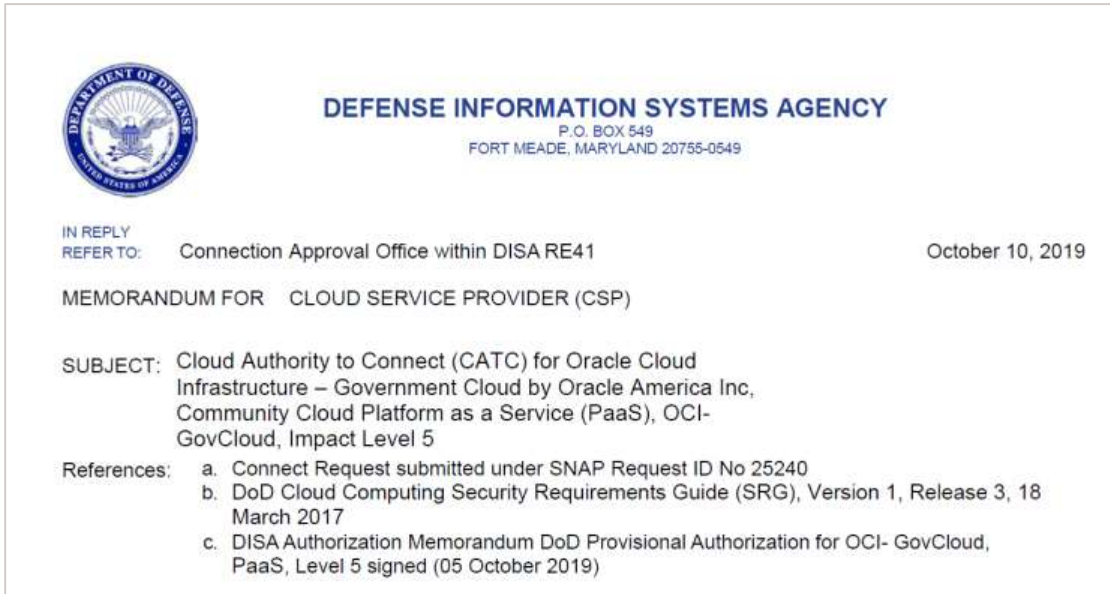 DEPARTMENT OF DEFENSE
UNITED STATES OF AMERICA
DEFENSE INFORMATION SYSTEMS AGENCY
P.O. BOX 549
FORT MEADE, MARYLAND 20755-0549
IN REPLY
REFER TO: Connection Approval Office within DISA RE41 October 10, 2019
MEMORANDUM FOR CLOUD SERVICE PROVIDER (CSP)
SUBJECT: Cloud Authority to Connect (CATC) for Oracle Cloud
Infrastructure – Government Cloud by Oracle America Inc,
Community Cloud Platform as a Service (PaaS), OCI-
GovCloud, Impact Level 5
References: a. Connect Request submitted under SNAP Request ID No 25240
b. DoD Cloud Computing Security Requirements Guide (SRG), Version 1, Release 3, 18
March 2017
c. DISA Authorization Memorandum DoD Provisional Authorization for OCI- GovCloud,
PaaS, Level 5 signed (05 October 2019)